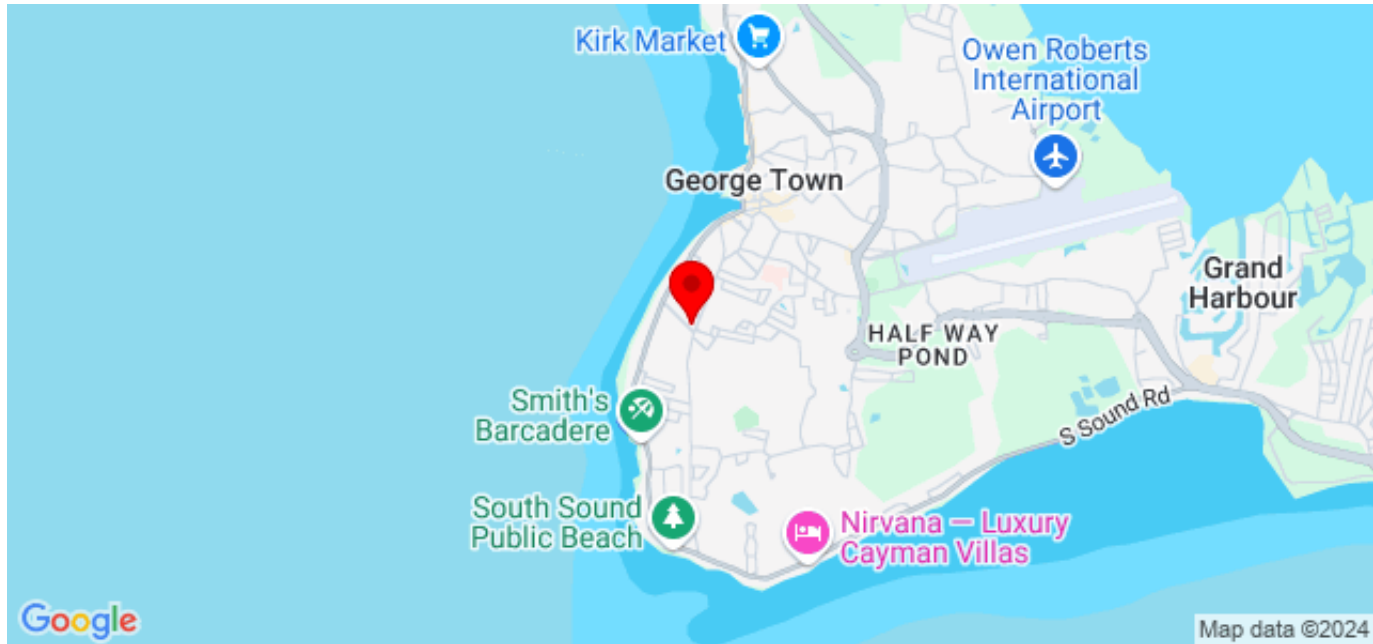 Kirk Market
Owen Roberts
International
Airport
George Town
Grand
Harbour
HALF WAY
POND
Smith's
Barcadere
S Sound Rd
South Sound
Public Beach
Nirvana — Luxury
Cayman Villas
Google
Map data ©2024